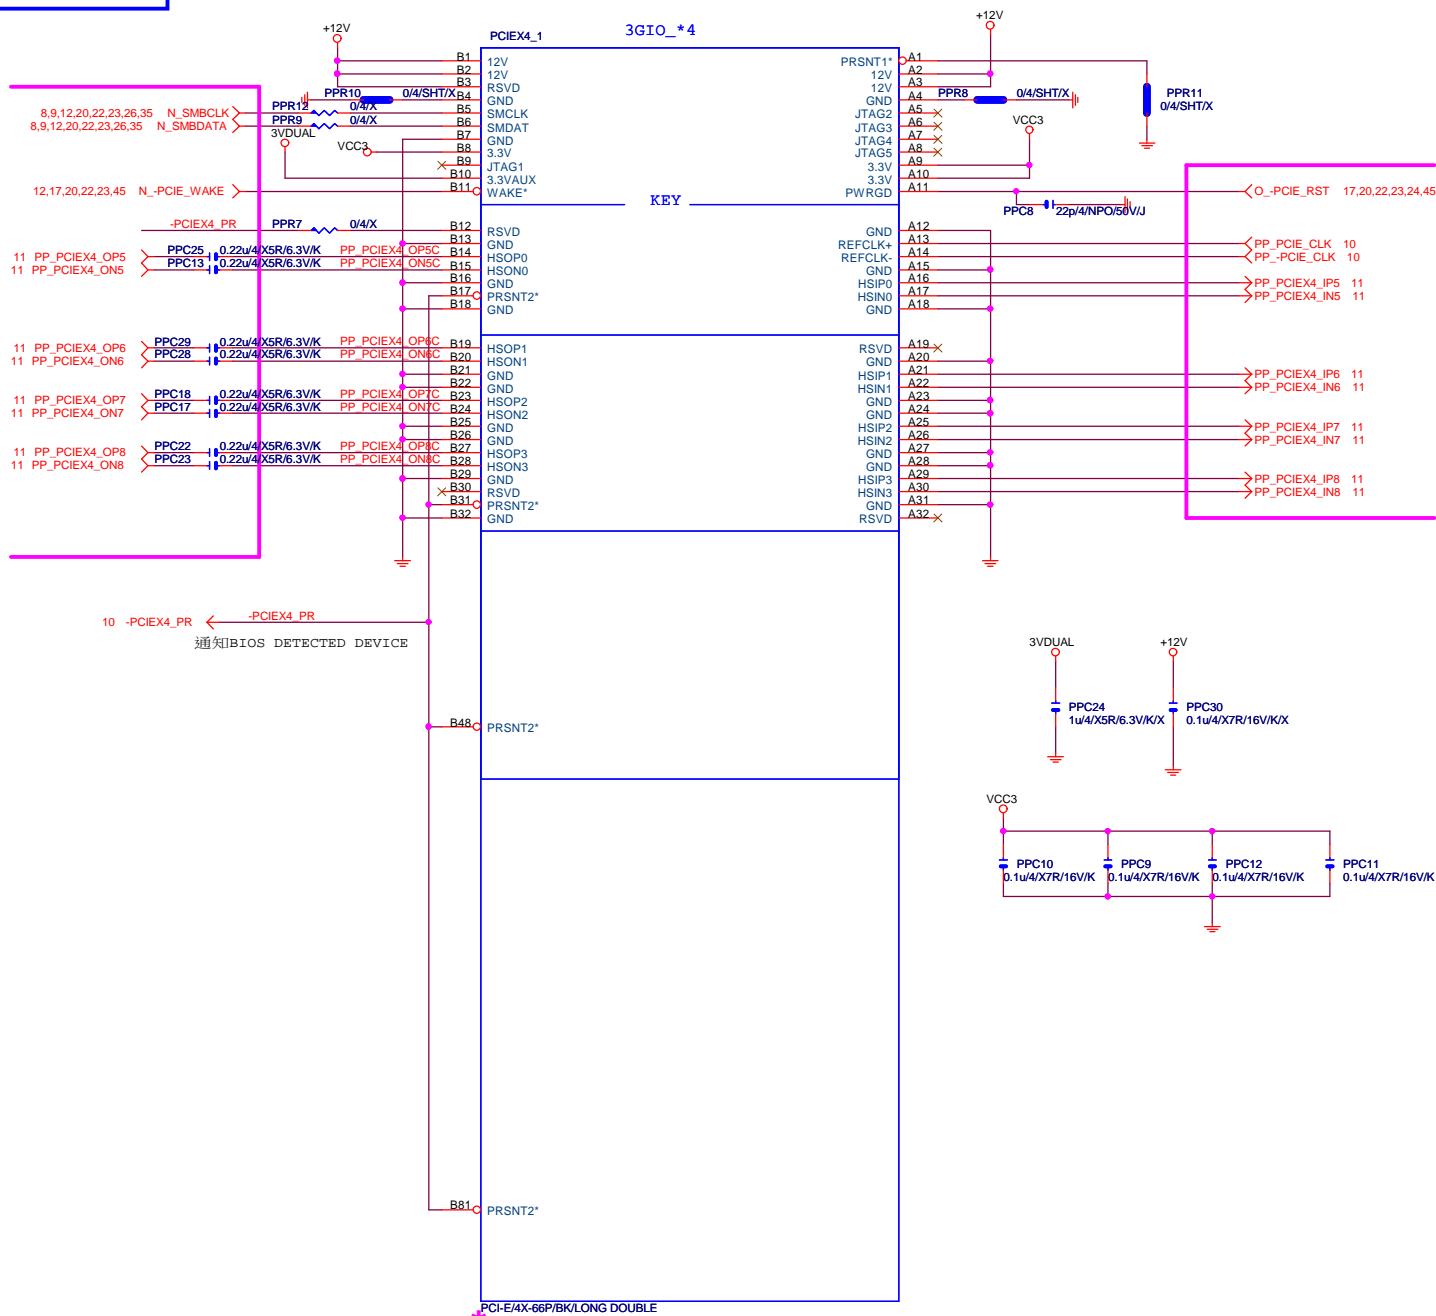 3GIO_*4
PCIEX4_1
+12V
+12V
B1 12V
B2 12V
B3 RSVD
PPR10 0/4/SHT/X B4 GND
8,9,12,20,22,23,26,35 N_SMBCLK PPR12 0/4/X B5 SMCLK
8,9,12,20,22,23,26,35 N_SMBDATA PPR9 0/4/X B6 SMDAT
3VDUAL
B7 GND
VCC3 B8 3.3V
B9 JTAG1
B10 3.3VAUX
12,17,20,22,23,45 N_-PCIE_WAKE B11 WAKE*
KEY
-PCIEX4_PR PPR7 0/4/X B12 RSVD
B13 GND
11 PP_PCIEX4_OP5 PPC25 0.22u/4/X5R/6.3V/K PP_PCIEX4_OP5C B14 HSOP0
11 PP_PCIEX4_ON5 PPC13 0.22u/4/X5R/6.3V/K PP_PCIEX4_ON5C B15 HSON0
B16 GND
B17 PRSNT2*
B18 GND
11 PP_PCIEX4_OP6 PPC29 0.22u/4/X5R/6.3V/K PP_PCIEX4_OP6C B19 HSOP1
11 PP_PCIEX4_ON6 PPC28 0.22u/4/X5R/6.3V/K PP_PCIEX4_ON6C B20 HSON1
B21 GND
B22 GND
11 PP_PCIEX4_OP7 PPC18 0.22u/4/X5R/6.3V/K PP_PCIEX4_OP7C B23 HSOP2
11 PP_PCIEX4_ON7 PPC17 0.22u/4/X5R/6.3V/K PP_PCIEX4_ON7C B24 HSON2
B25 GND
B26 GND
11 PP_PCIEX4_OP8 PPC22 0.22u/4/X5R/6.3V/K PP_PCIEX4_OP8C B27 HSOP3
11 PP_PCIEX4_ON8 PPC23 0.22u/4/X5R/6.3V/K PP_PCIEX4_ON8C B28 HSON3
B29 GND
B30 RSVD
B31 PRSNT2*
B32 GND
10 -PCIEX4_PR -PCIEX4_PR
通知BIOS DETECTED DEVICE
B48 PRSNT2*
B81 PRSNT2*
PCI-E/4X-66P/BK/LONG DOUBLE
*
PRSNT1* A1
12V A2
12V A3
GND A4 PPR8 0/4/SHT/X
PPR11
0/4/SHT/X
JTAG2 A5
JTAG3 A6
JTAG4 A7
JTAG5 A8
VCC3
3.3V A9
3.3V A10
PWRGD A11 O_-PCIE_RST 17,20,22,23,24,45
PPC8 22p/4/NPO/50V/J
GND A12
REFCLK+ A13 PP_PCIE_CLK 10
REFCLK- A14 PP_-PCIE_CLK 10
GND A15
HSIP0 A16 PP_PCIEX4_IP5 11
HSIN0 A17 PP_PCIEX4_IN5 11
GND A18
RSVD A19
GND A20
HSIP1 A21 PP_PCIEX4_IP6 11
HSIN1 A22 PP_PCIEX4_IN6 11
GND A23
GND A24
HSIP2 A25 PP_PCIEX4_IP7 11
HSIN2 A26 PP_PCIEX4_IN7 11
GND A27
GND A28
HSIP3 A29 PP_PCIEX4_IP8 11
HSIN3 A30 PP_PCIEX4_IN8 11
GND A31
RSVD A32
3VDUAL +12V
PPC24 PPC30
1u/4/X5R/6.3V/K/X 0.1u/4/X7R/16V/K/X
VCC3
PPC10 PPC9 PPC12 PPC11
0.1u/4/X7R/16V/K 0.1u/4/X7R/16V/K 0.1u/4/X7R/16V/K 0.1u/4/X7R/16V/K